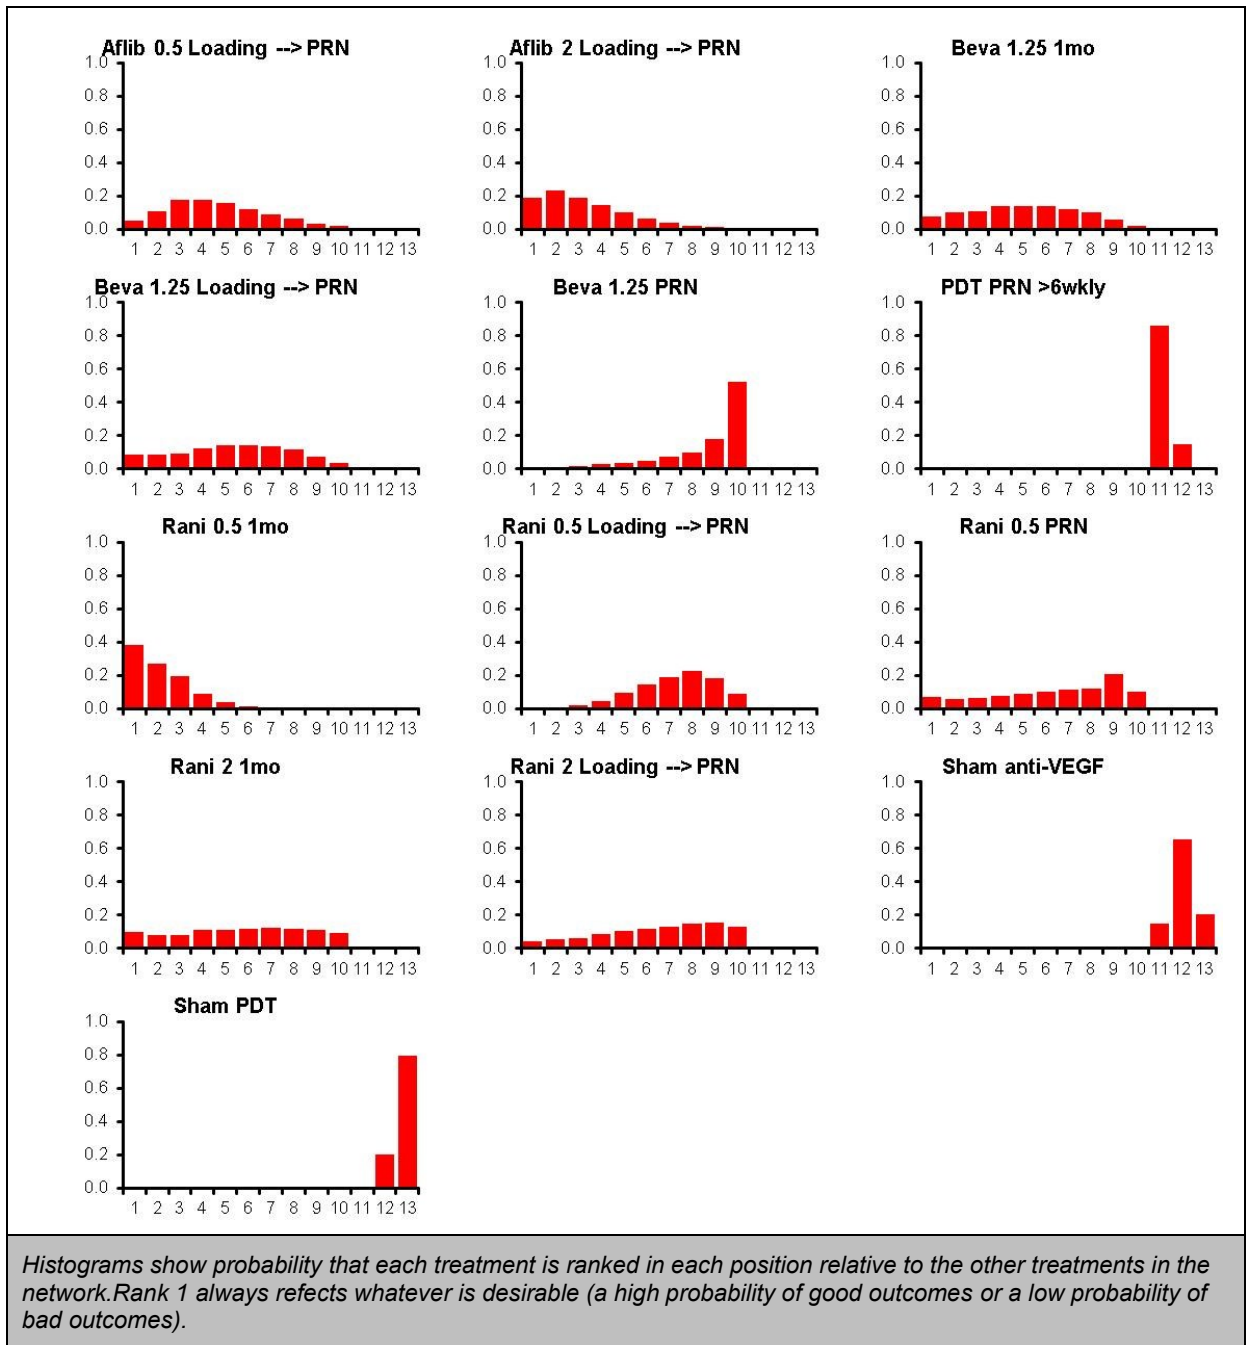 Aflib 0.5 Loading --> PRN
Aflib 2 Loading --> PRN
Beva 1.25 1mo
1.0
0.8
0.6
0.4
0.2
0.0
1 2 3 4 5 6 7 8 9 10 11 12 13
1.0
0.8
0.6
0.4
0.2
0.0
1 2 3 4 5 6 7 8 9 10 11 12 13
1.0
0.8
0.6
0.4
0.2
0.0
1 2 3 4 5 6 7 8 9 10 11 12 13
Beva 1.25 Loading --> PRN
Beva 1.25 PRN
PDT PRN >6wkly
1.0
0.8
0.6
0.4
0.2
0.0
1 2 3 4 5 6 7 8 9 10 11 12 13
1.0
0.8
0.6
0.4
0.2
0.0
1 2 3 4 5 6 7 8 9 10 11 12 13
1.0
0.8
0.6
0.4
0.2
0.0
1 2 3 4 5 6 7 8 9 10 11 12 13
Rani 0.5 1mo
Rani 0.5 Loading --> PRN
Rani 0.5 PRN
1.0
0.8
0.6
0.4
0.2
0.0
1 2 3 4 5 6 7 8 9 10 11 12 13
1.0
0.8
0.6
0.4
0.2
0.0
1 2 3 4 5 6 7 8 9 10 11 12 13
1.0
0.8
0.6
0.4
0.2
0.0
1 2 3 4 5 6 7 8 9 10 11 12 13
Rani 2 1mo
Rani 2 Loading --> PRN
Sham anti-VEGF
1.0
0.8
0.6
0.4
0.2
0.0
1 2 3 4 5 6 7 8 9 10 11 12 13
1.0
0.8
0.6
0.4
0.2
0.0
1 2 3 4 5 6 7 8 9 10 11 12 13
1.0
0.8
0.6
0.4
0.2
0.0
1 2 3 4 5 6 7 8 9 10 11 12 13
Sham PDT
1.0
0.8
0.6
0.4
0.2
0.0
1 2 3 4 5 6 7 8 9 10 11 12 13
Histograms show probability that each treatment is ranked in each position relative to the other treatments in the
network.Rank 1 always refects whatever is desirable (a high probability of good outcomes or a low probability of
bad outcomes).